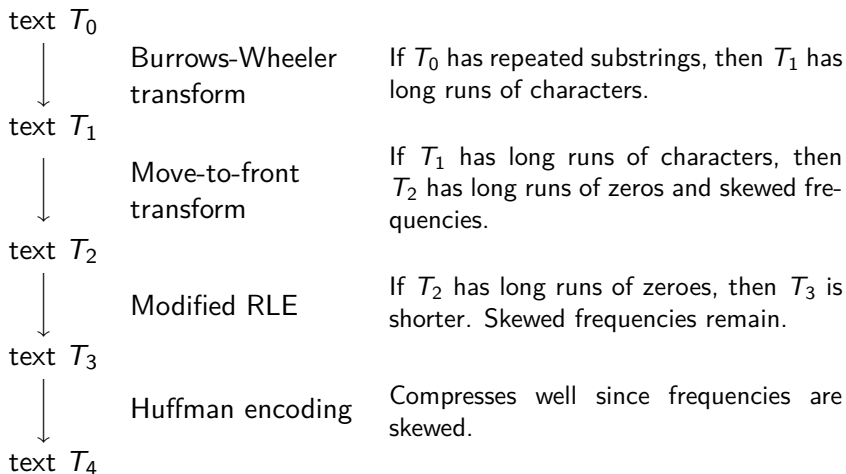 text T₀
Burrows-Wheeler transform
If T₀ has repeated substrings, then T₁ has
long runs of characters.
text T₁
Move-to-front transform
If T₁ has long runs of characters, then
T₂ has long runs of zeros and skewed fre-
quencies.
text T₂
Modified RLE
If T₂ has long runs of zeroes, then T₃ is
shorter. Skewed frequencies remain.
text T₃
Huffman encoding
Compresses well since frequencies are
skewed.
text T₄